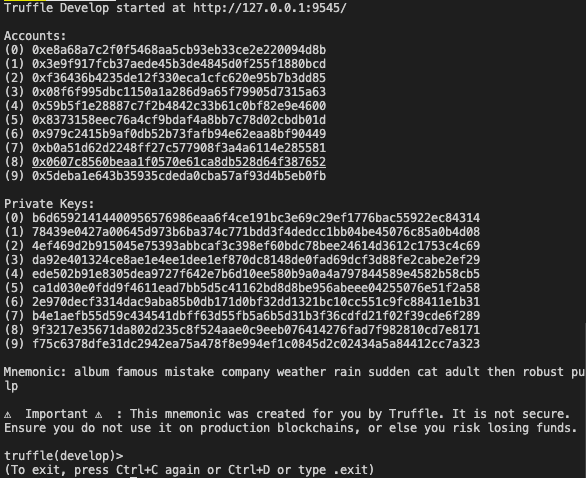 Truffle Develop started at http://127.0.0.1:9545/
Accounts:
(0) 0xe8a68a7c2f0f5468aa5cb93eb33ce2e220094d8b
(1) 0x3e9f917fcb37aede45b3de4845d0f255f1880bcd
(2) 0xf36436b4235de12f330eca1cfc620e95b7b3dd85
(3) 0x08f6f995dbc1150a1a286d9a65f79905d7315a63
(4) 0x59b5f1e28887c7f2b4842c33b61c0bf82e9e4600
(5) 0x8373158eec76a4cf9bdaf4a8bb7c78d02cbdb01d
(6) 0x979c2415b9af0db52b73fafb94e62eaa8bf90449
(7) 0xb0a51d62d2248ff27c577908f3a4a6114e285581
(8) 0x0607c8560beaa1f0570e61ca8db528d64f387652
(9) 0x5deba1e643b35935cdeda0cba57af93d4b5eb0fb
Private Keys:
(0) b6d65921414400956576986eaa6f4ce191bc3e69c29ef1776bac55922ec84314
(1) 78439e0427a00645d973b6ba374c771bdd3f4dedcc1bb04be45076c85a0b4d08
(2) 4ef469d2b915045e75393abbcaf3c398ef60bdc78bee24614d3612c1753c4c69
(3) da92e401324ce8ae1e4ee1dee1ef870dc8148de0fad69dcf3d88fe2cabe2ef29
(4) ede502b91e8305dea9727f642e7b6d10ee580b9a0a4a797844589e4582b58cb5
(5) ca1d030e0fdd9f4611ead7bb5d5c41162bd8d8be956abeee04255076e51f2a58
(6) 2e970decf3314dac9aba85b0db171d0bf32dd1321bc10cc551c9fc88411e1b31
(7) b4e1aefb55d59c434541dbff63d55fb5a6b5d31b3f36cdfd21f02f39cde6f289
(8) 9f3217e35671da802d235c8f524aae0c9eeb076414276fad7f982810cd7e8171
(9) f75c6378dfe31dc2942ea75a478f8e994ef1c0845d2c02434a5a84412cc7a323
Mnemonic: album famous mistake company weather rain sudden cat adult then robust pu
lp
⚠ Important ⚠ : This mnemonic was created for you by Truffle. It is not secure.
Ensure you do not use it on production blockchains, or else you risk losing funds.
truffle(develop)>
(To exit, press Ctrl+C again or Ctrl+D or type .exit)